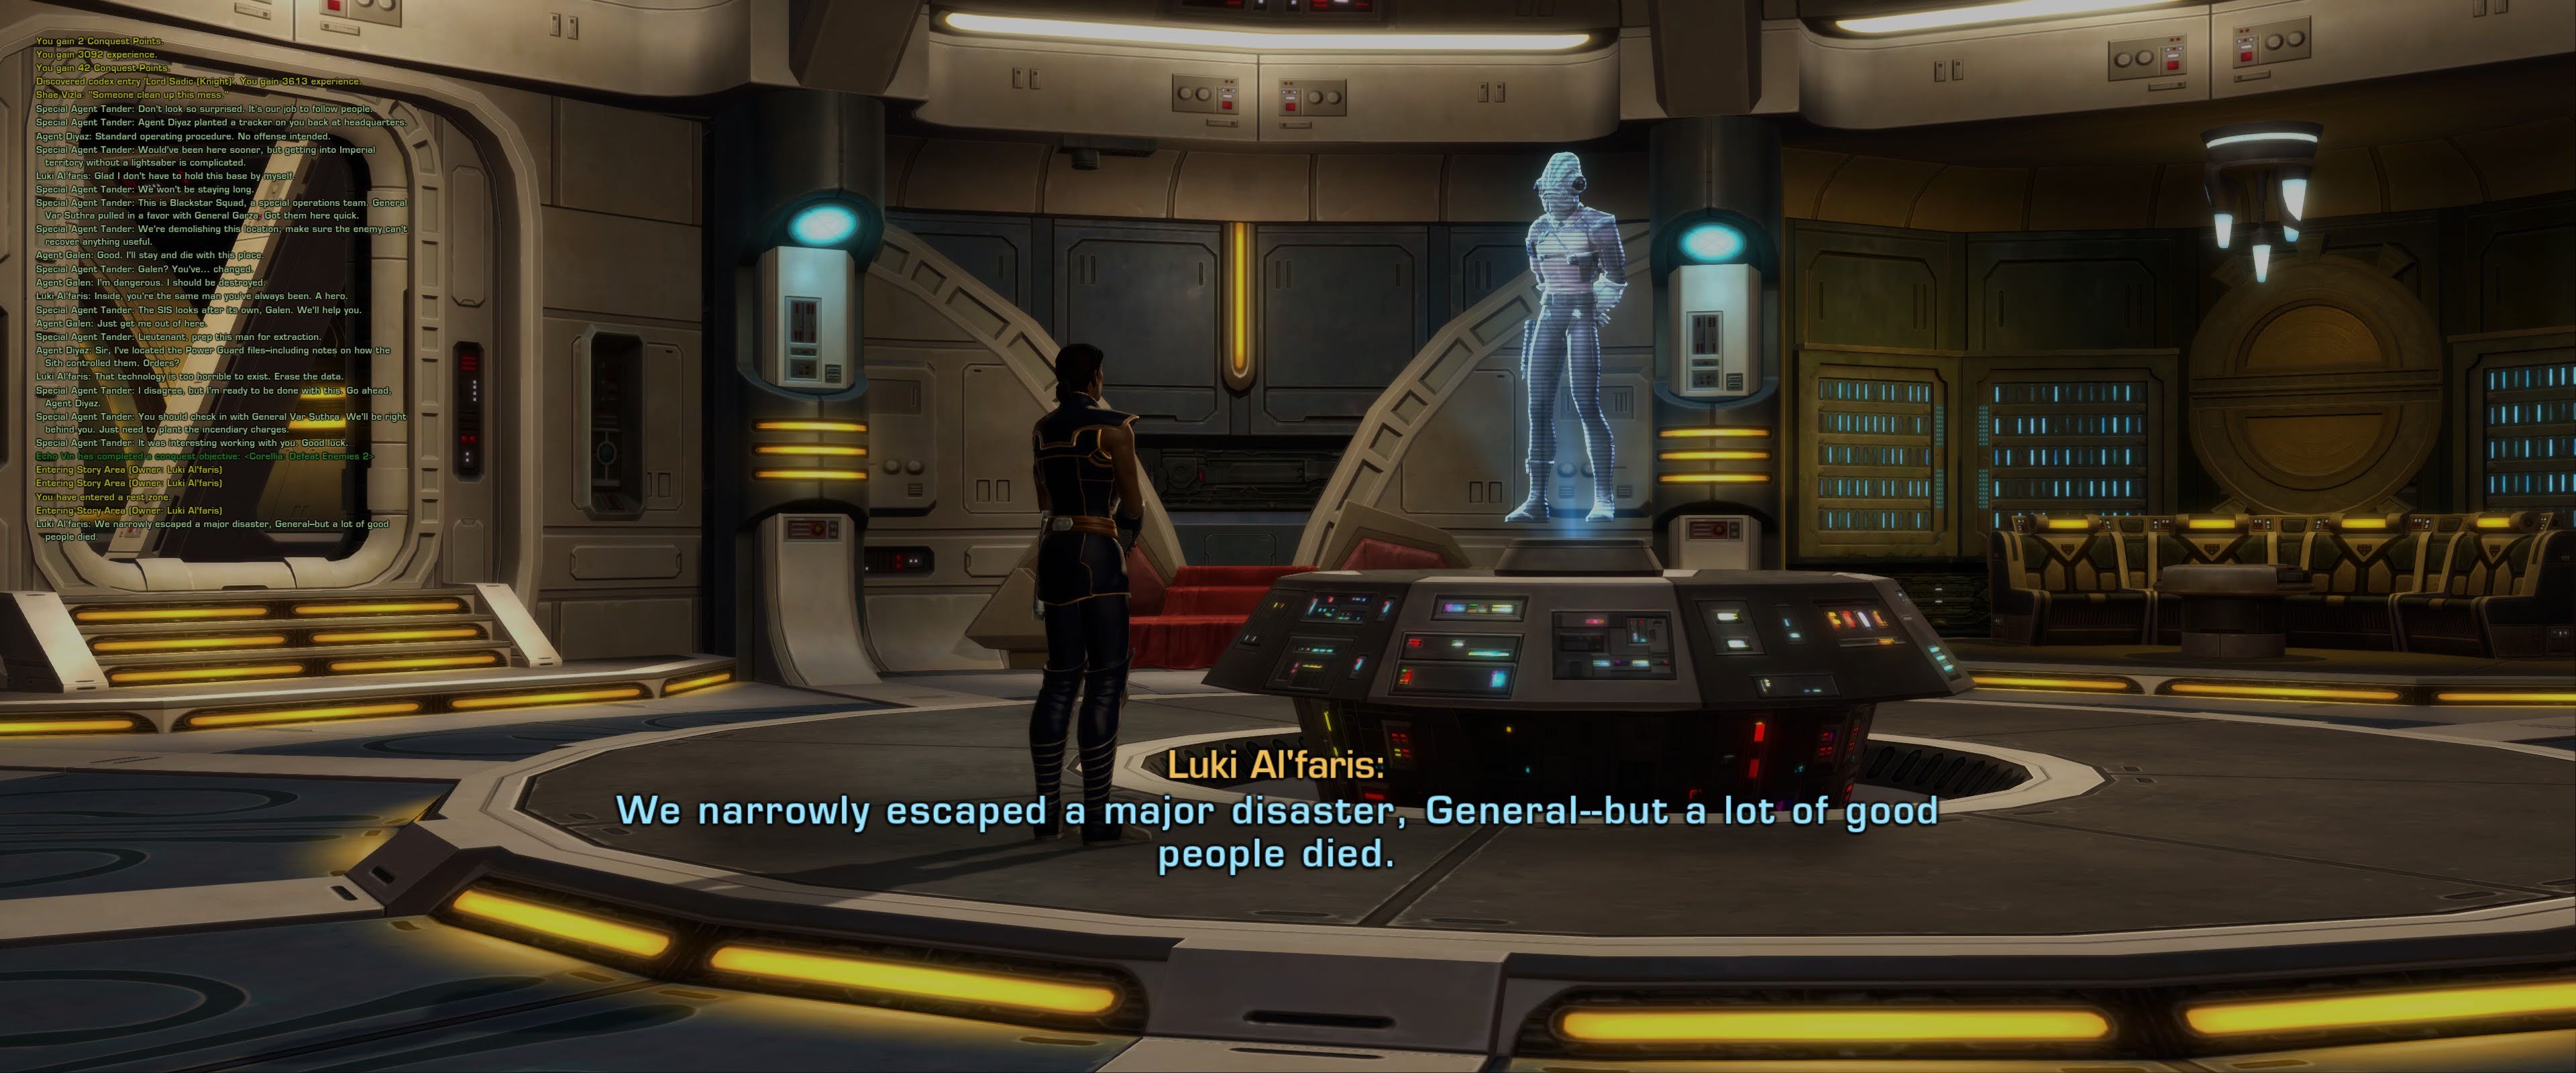 You gain 2 Conquest Points.
You gain 3092 experience.
You gain 42 Conquest Points.
Discovered codex entry 'Lord Sadic (Knight)'. You gain 3613 experience.
Shae Vizla: "Someone clean up this mess."
Special Agent Tander: Don't look so surprised. It's our job to follow people.
Special Agent Tander: Agent Diyaz planted a tracker on you back at headquarters.
Agent Diyaz: Standard operating procedure. No offense intended.
Special Agent Tander: Would've been here sooner, but getting into Imperial
territory without a lightsaber is complicated.
Luki Al'faris: Glad I don't have to hold this base by myself.
Special Agent Tander: We won't be staying long.
Special Agent Tander: This is Blackstar Squad, a special operations team. General
Var Suthra pulled in a favor with General Garza. Got them here quick.
Special Agent Tander: We're demolishing this location; make sure the enemy can't
recover anything useful.
Agent Galen: Good. I'll stay and die with this place.
Special Agent Tander: Galen? You've... changed.
Agent Galen: I'm dangerous. I should be destroyed.
Luki Al'faris: Inside, you're the same man you've always been. A hero.
Special Agent Tander: The SIS looks after its own, Galen. We'll help you.
Agent Galen: Just get me out of here.
Special Agent Tander: Lieutenant, prep this man for extraction.
Agent Diyaz: Sir, I've located the Power Guard files--including notes on how the
Sith controlled them. Orders?
Luki Al'faris: That technology is too horrible to exist. Erase the data.
Special Agent Tander: I disagree, but I'm ready to be done with this. Go ahead,
Agent Diyaz.
Special Agent Tander: You should check in with General Var Suthra. We'll be right
behind you. Just need to plant the incendiary charges.
Special Agent Tander: It was interesting working with you. Good luck.
Echo Vin has completed a conquest objective: <Corellia: Defeat Enemies 2>
Entering Story Area (Owner: Luki Al'faris)
Entering Story Area (Owner: Luki Al'faris)
You have entered a rest zone.
Entering Story Area (Owner: Luki Al'faris)
Luki Al'faris: We narrowly escaped a major disaster, General--but a lot of good
people died.
Luki Al'faris:
We narrowly escaped a major disaster, General--but a lot of good
people died.